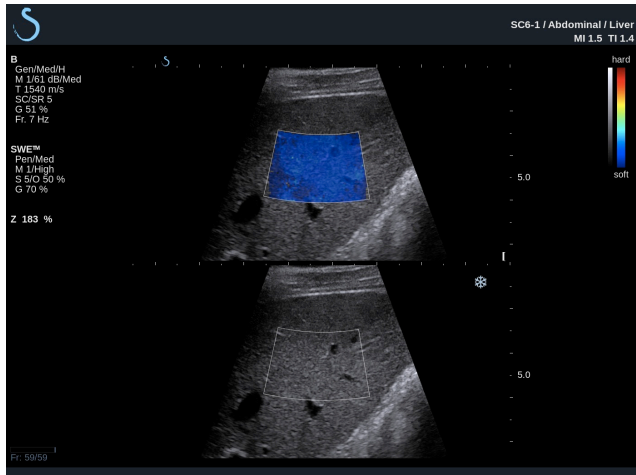 SC6-1 / Abdominal / Liver
MI 1.5 TI 1.4
B
Gen/Med/H
M 1/61 dB/Med
T 1540 m/s
SC/SR 5
G 51 %
Fr. 7 Hz
SWE™
Pen/Med
M 1/High
S 5/O 50 %
G 70 %
Z 183 %
hard
soft
5.0
5.0
Fr: 59/59